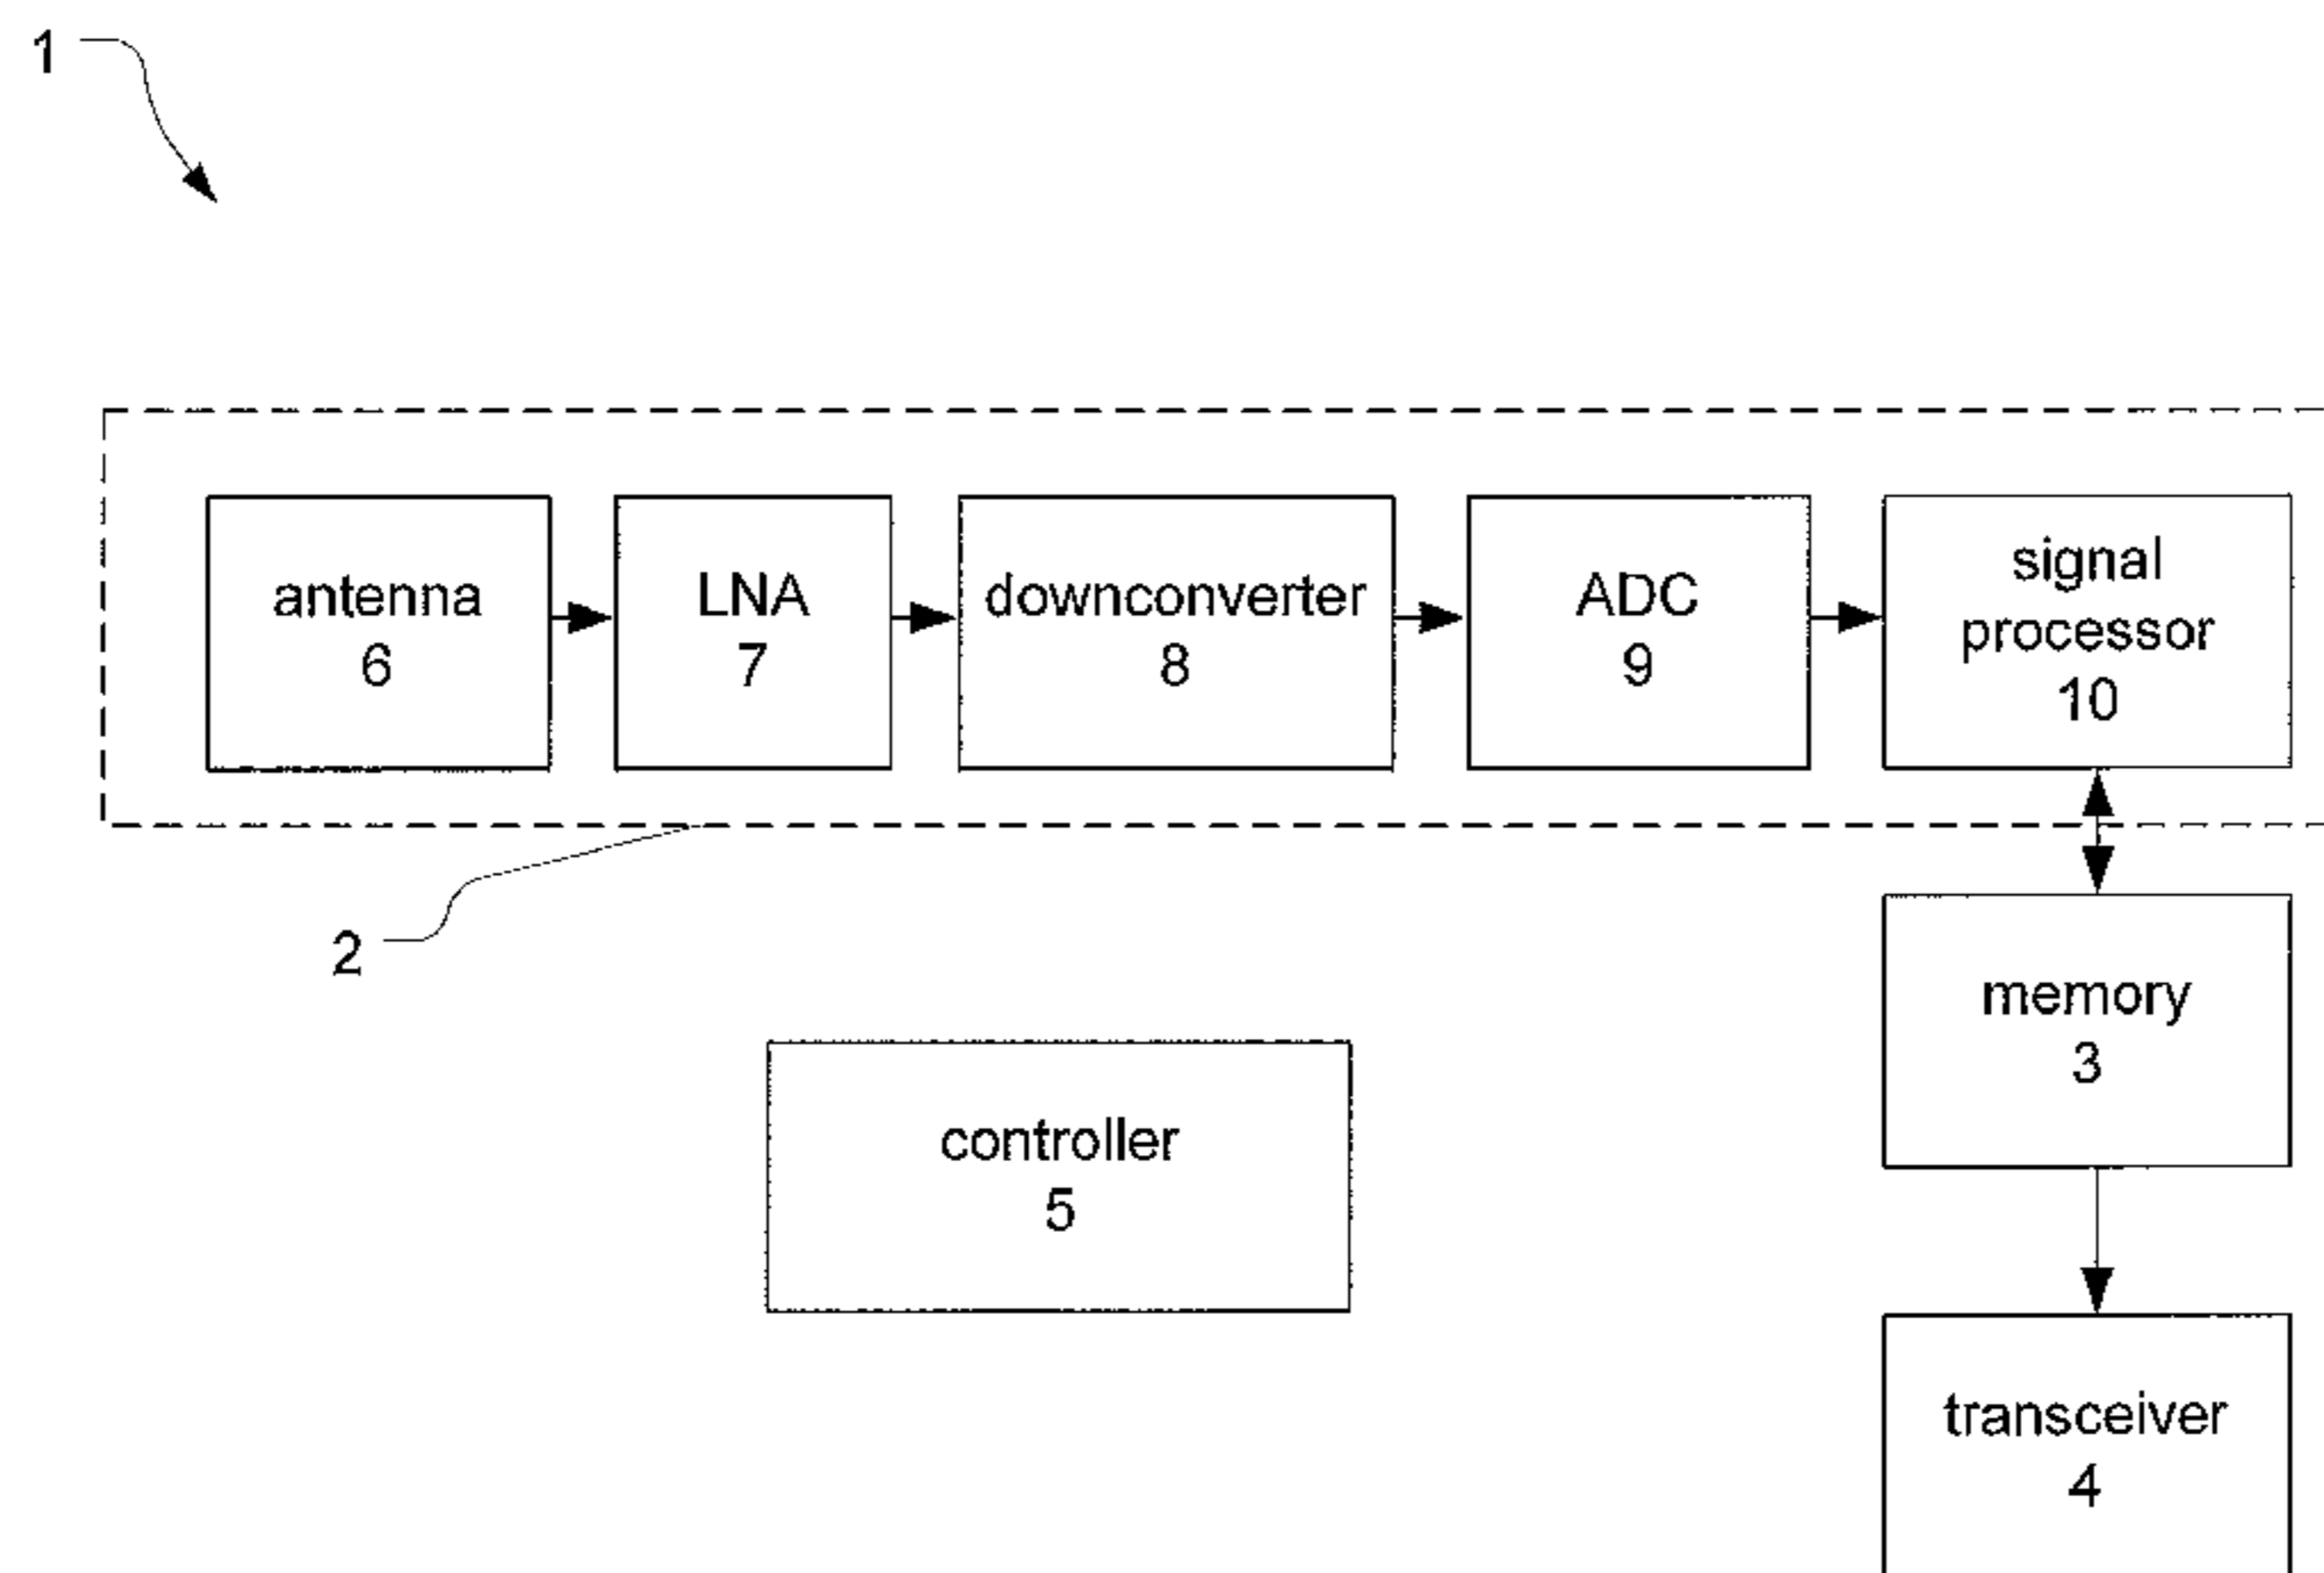 1
antenna
6
LNA
7
downconverter
8
ADC
9
signal
processor
10
2
memory
3
controller
5
transceiver
4